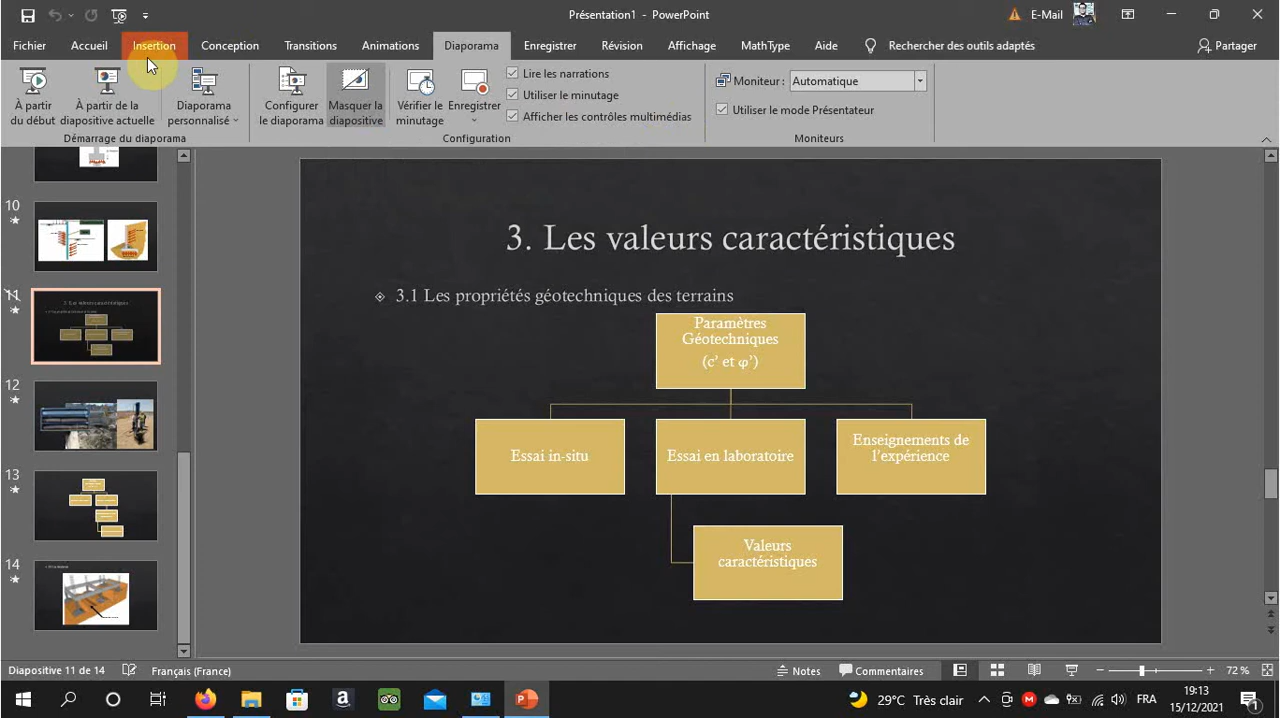 Présentation1 - PowerPoint
E-Mail
Fichier Accueil Insertion Conception Transitions Animations Diaporama Enregistrer Révision Affichage MathType Aide Rechercher des outils adaptés Partager
À partir du début
À partir de la diapositive actuelle
Diaporama personnalisé
Démarrage du diaporama
Configurer le diaporama
Masquer la diapositive
Vérifier le minutage
Enregistrer
Lire les narrations
Utiliser le minutage
Afficher les contrôles multimédias
Configuration
Moniteur : Automatique
Utiliser le mode Présentateur
Moniteurs
10
11
12
13
14
3. Les valeurs caractéristiques
3.1 Les propriétés géotechniques des terrains
Paramètres
Géotechniques
(c’ et φ’)
Essai in-situ
Essai en laboratoire
Enseignements de
l’expérience
Valeurs
caractéristiques
Diapositive 11 de 14 Français (France) Notes Commentaires 72 %
29°C Très clair FRA 19:13
15/12/2021